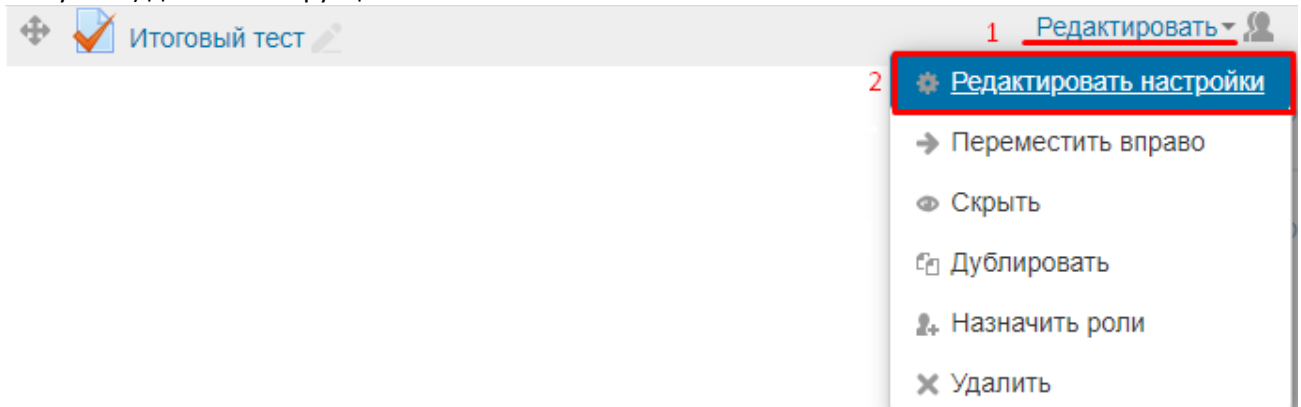 Итоговый тест
1 Редактировать
2 Редактировать настройки
Переместить вправо
Скрыть
Дублировать
Назначить роли
Удалить